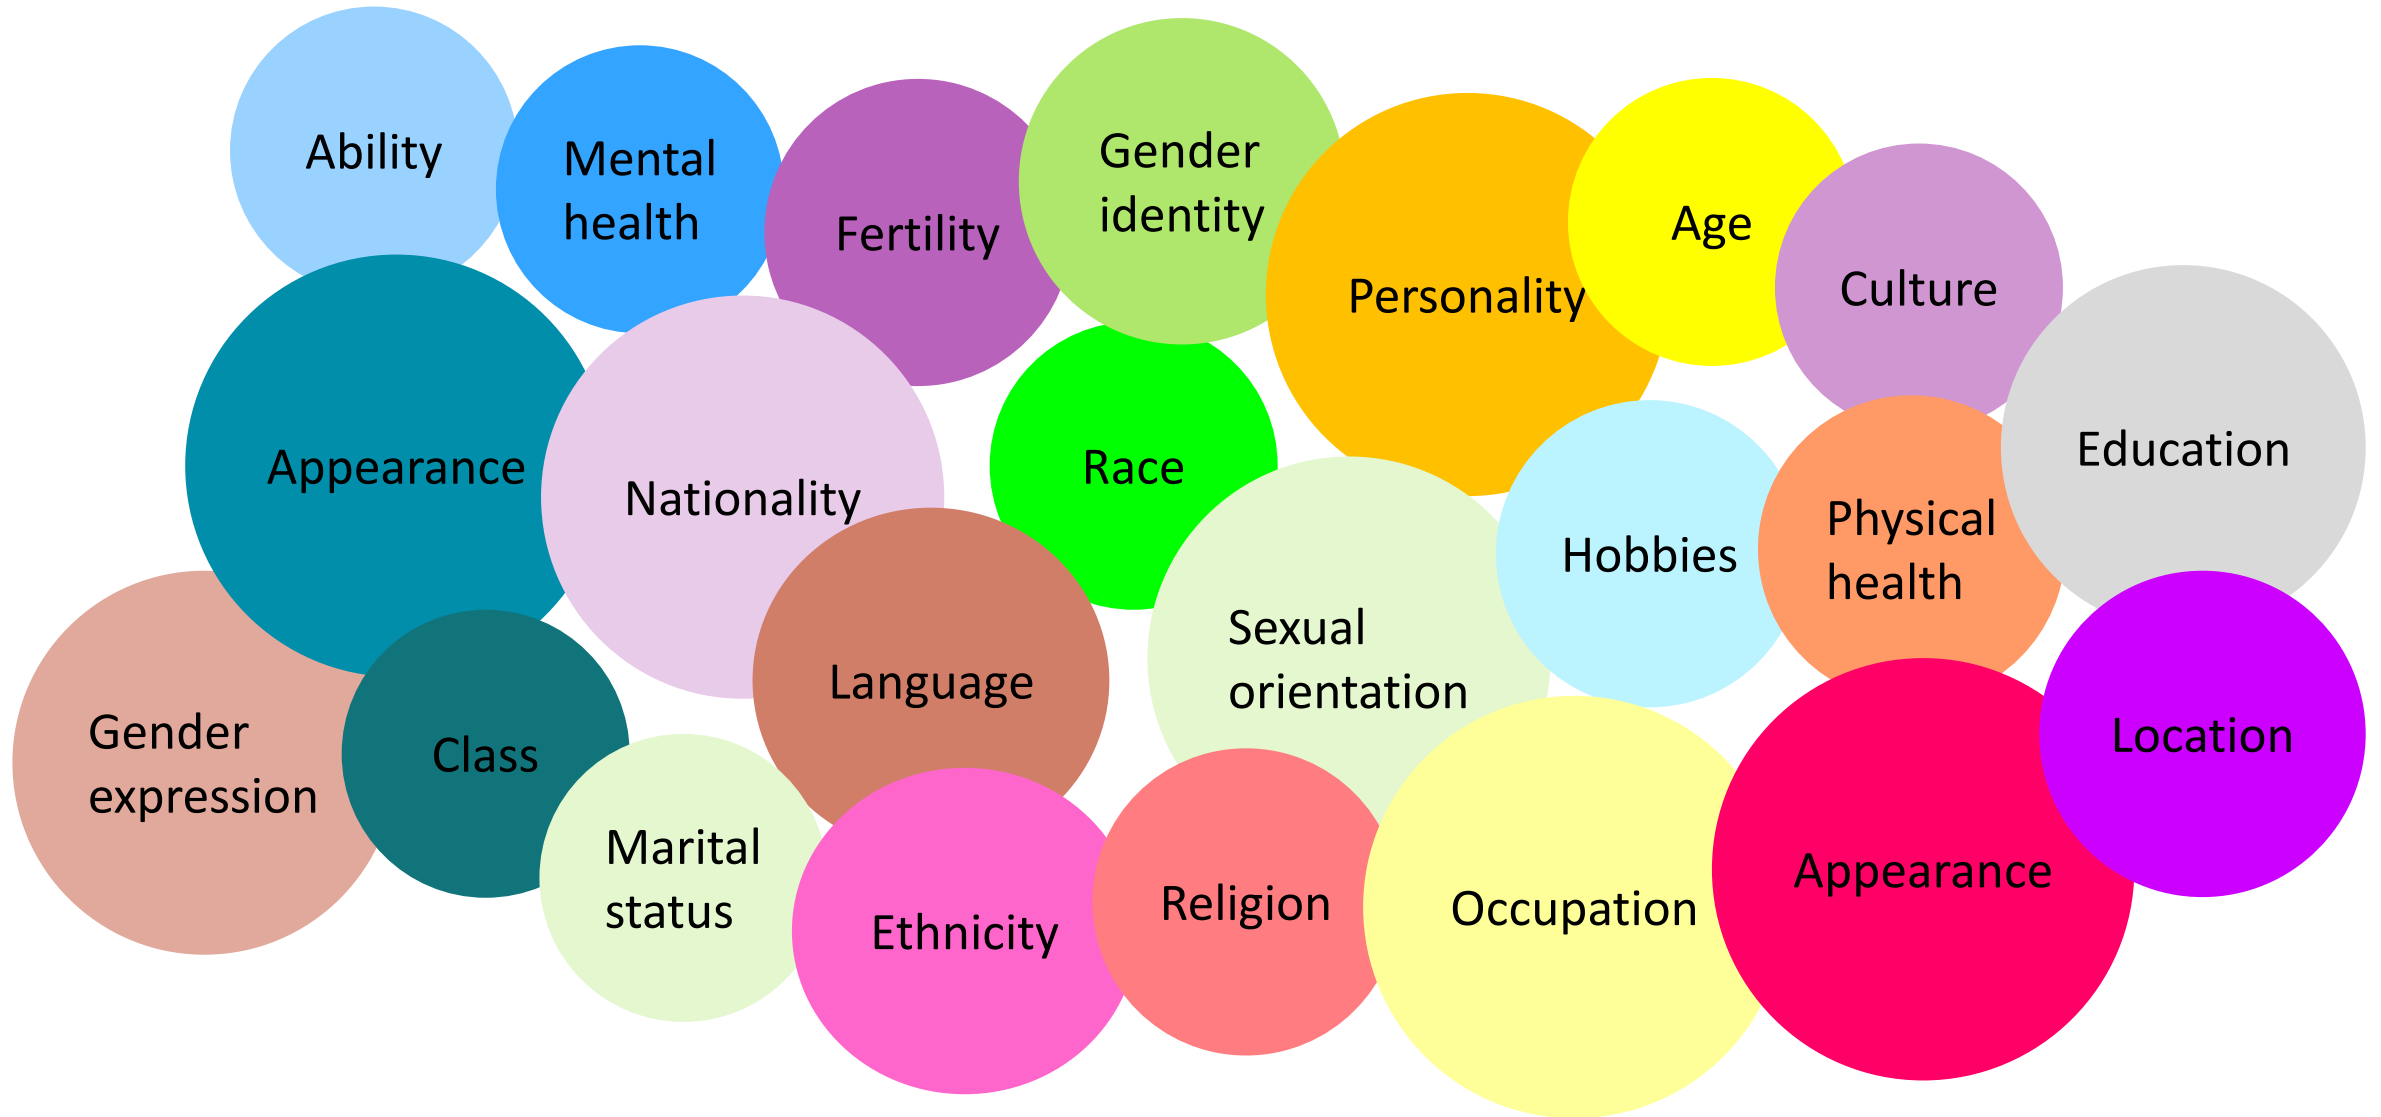 Ability
Mental
health
Fertility
Gender
identity
Personality
Age
Culture
Education
Appearance
Nationality
Race
Hobbies
Physical
health
Gender
expression
Class
Language
Sexual
orientation
Location
Marital
status
Ethnicity
Religion
Occupation
Appearance